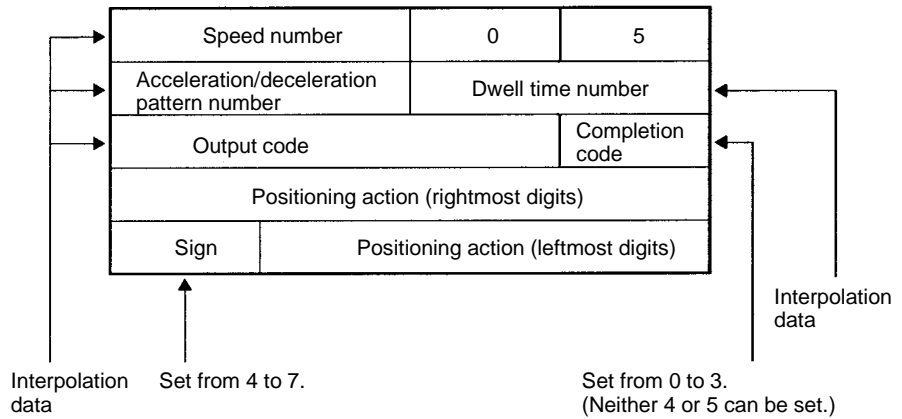 Speed number 0 5
Acceleration/deceleration
pattern number
Dwell time number
Output code
Completion
code
Positioning action (rightmost digits)
Sign
Positioning action (leftmost digits)
Interpolation
data
Interpolation
data
Set from 4 to 7.
Set from 0 to 3.
(Neither 4 or 5 can be set.)